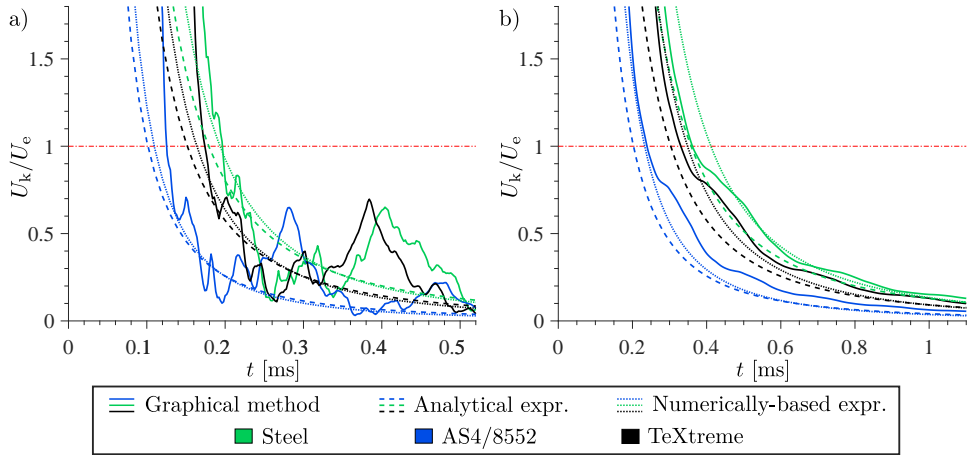 a)
b)
1.5
1
0.5
0
U_k/U_e
0 0.1 0.2 0.3 0.4 0.5
t [ms]
1.5
1
0.5
0
U_k/U_e
0 0.2 0.4 0.6 0.8 1
t [ms]
Graphical method Analytical expr. Numerically-based expr.
Steel AS4/8552 TeXtreme